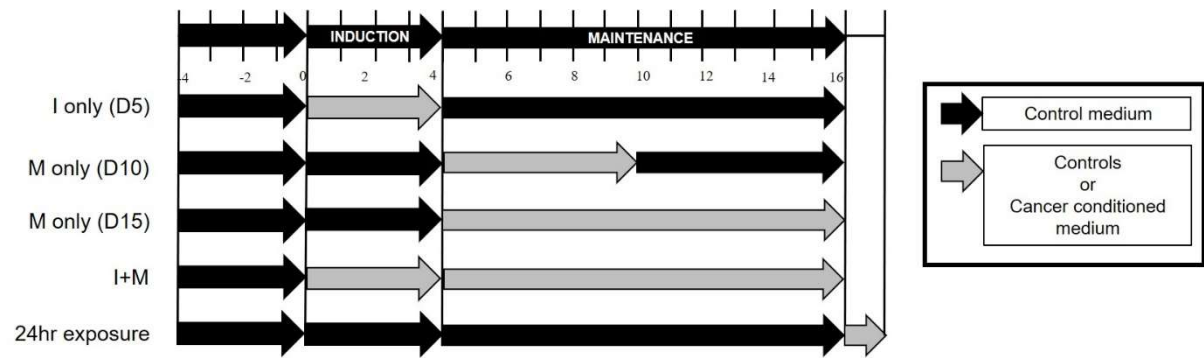 INDUCTION MAINTENANCE
-4 -2 0 2 4 6 8 10 12 14 16
I only (D5)
M only (D10)
M only (D15)
I+M
24hr exposure
Control medium
Controls
or
Cancer conditioned
medium